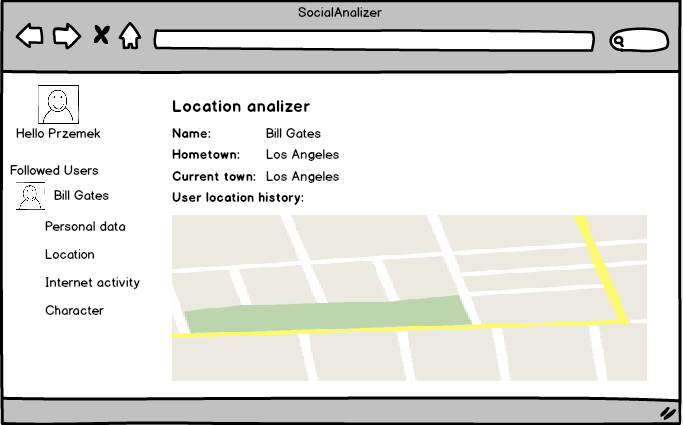 SocialAnalizer
Hello Przemek
Followed Users
Bill Gates
Personal data
Location
Internet activity
Character
Location analizer
Name: Bill Gates
Hometown: Los Angeles
Current town: Los Angeles
User location history: